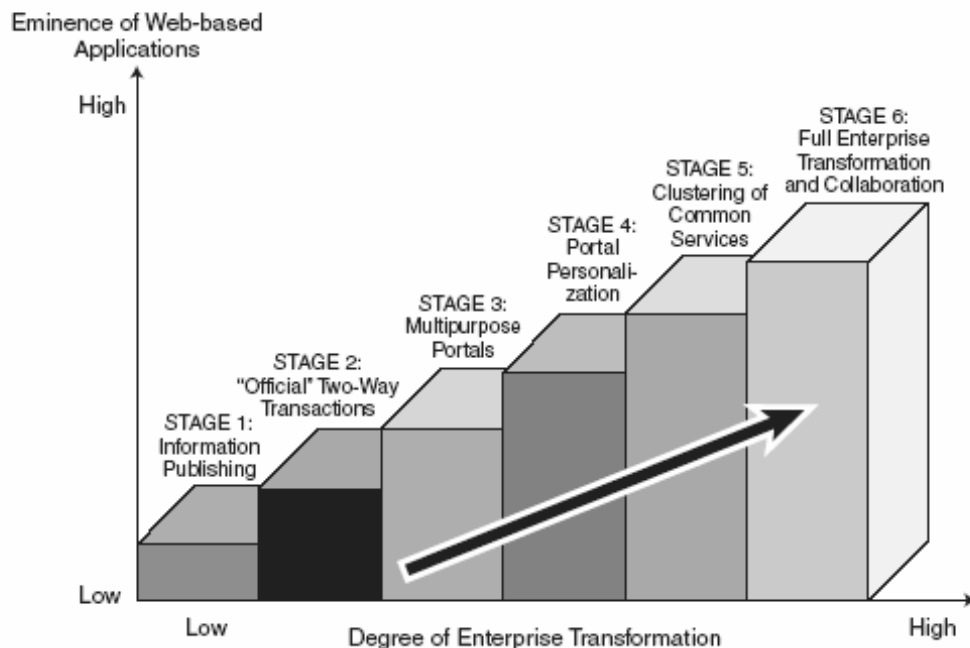 Eminence of Web-based
Applications
High
STAGE 6:
Full Enterprise
Transformation
and Collaboration
STAGE 5:
Clustering of
Common
Services
STAGE 4:
Portal
Personali-
zation
STAGE 3:
Multipurpose
Portals
STAGE 2:
"Official" Two-Way
Transactions
STAGE 1:
Information
Publishing
Low
Low
Degree of Enterprise Transformation
High